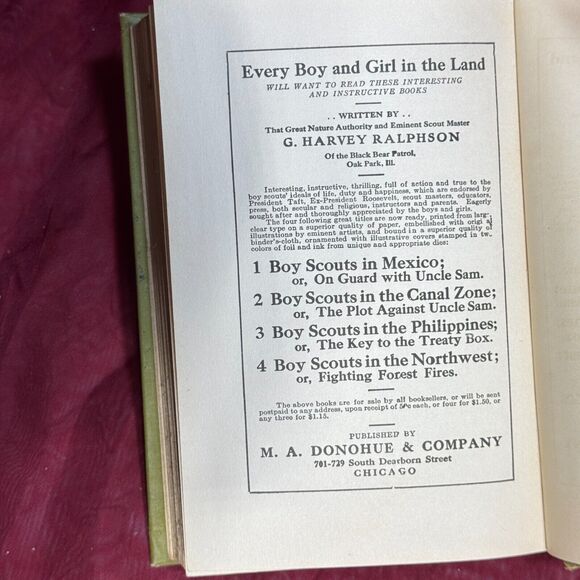 Every Boy and Girl in the Land
WILL WANT TO READ THESE INTERESTING
AND INSTRUCTIVE BOOKS
. . WRITTEN BY . .
That Great Nature Authority and Eminent Scout Master
G. HARVEY RALPHSON
Of the Black Bear Patrol,
Oak Park, Ill.
Interesting, instructive, thrilling, full of action and true to the
boy scouts' ideals of life, duty and happiness, which are endorsed by
President Taft, Ex-President Roosevelt, scout masters, educators,
press, both secular and religious, instructors and parents. Eagerly
sought after and thoroughly appreciated by the boys and girls.
The four following great titles are now ready, printed from large
clear type on a superior quality of paper, embellished with original
illustrations by eminent artists, and bound in a superior quality of
binder's-cloth, ornamented with illustrative covers stamped in two
colors of foil and ink from unique and appropriate dies:
1 Boy Scouts in Mexico;
or, On Guard with Uncle Sam.
2 Boy Scouts in the Canal Zone;
or, The Plot Against Uncle Sam.
3 Boy Scouts in the Philippines;
or, The Key to the Treaty Box.
4 Boy Scouts in the Northwest;
or, Fighting Forest Fires.
The above books are for sale by all booksellers, or will be sent
postpaid to any address, upon receipt of 50c each, or four for $1.50, or
any three for $1.15.
PUBLISHED BY
M. A. DONOHUE & COMPANY
701-729 South Dearborn Street
CHICAGO